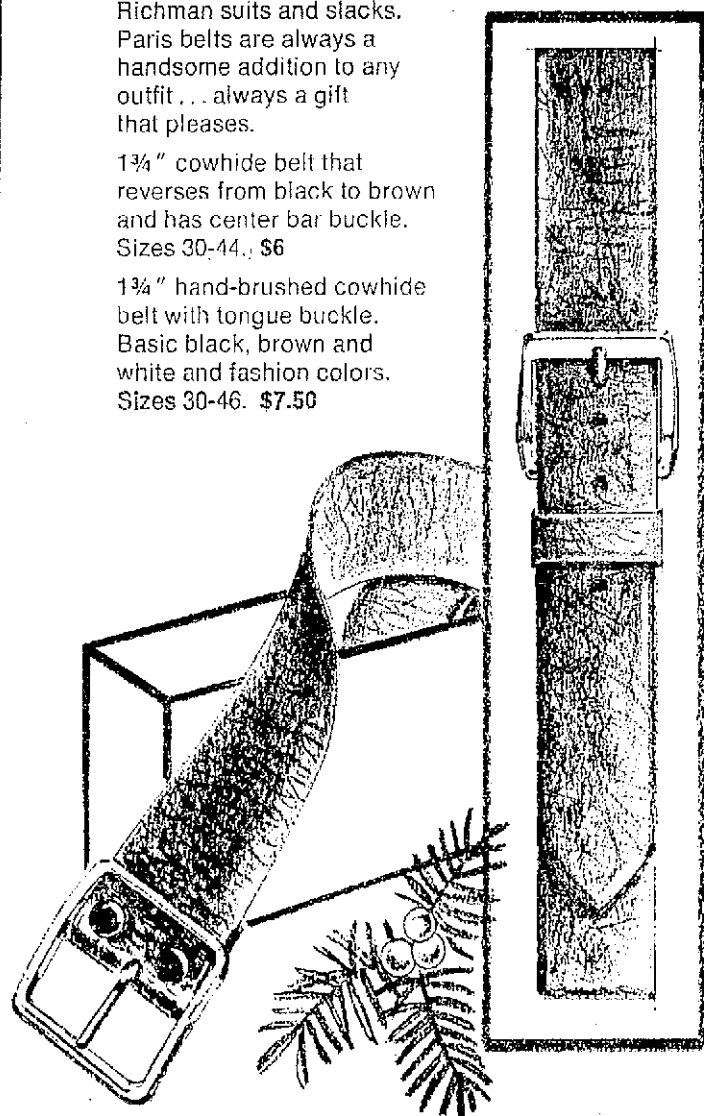 Richman suits and slacks.
Paris belts are always a
handsome addition to any
outfit... always a gift
that pleases.
1¾" cowhide belt that
reverses from black to brown
and has center bar buckle.
Sizes 30-44. $6
1¾" hand-brushed cowhide
belt with tongue buckle.
Basic black, brown and
white and fashion colors.
Sizes 30-46. $7.50